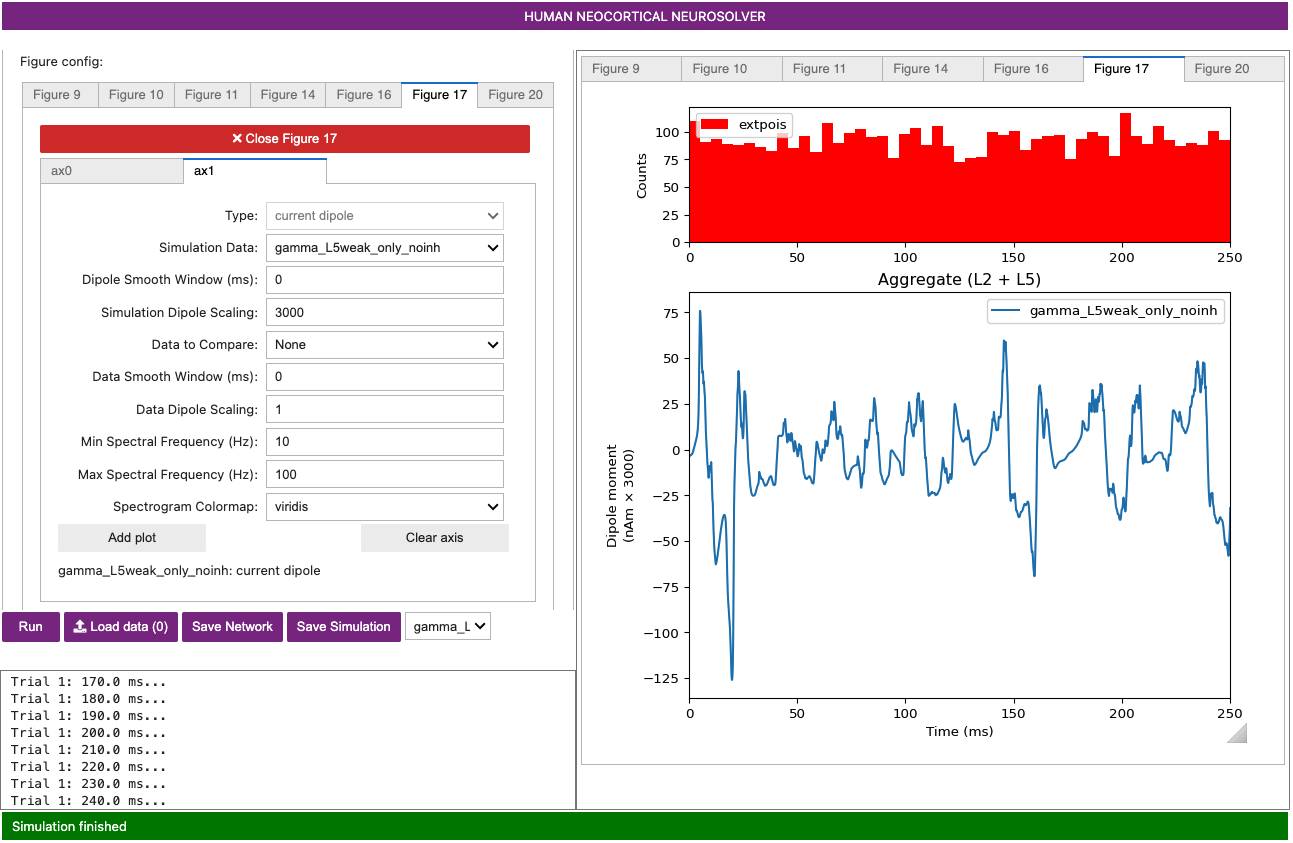 HUMAN NEOCORTICAL NEUROSOLVER
Figure config:
Figure 9 Figure 10 Figure 11 Figure 14 Figure 16 Figure 17 Figure 20
✖ Close Figure 17
ax0 ax1
Type: current dipole
Simulation Data: gamma_L5weak_only_noinh
Dipole Smooth Window (ms): 0
Simulation Dipole Scaling: 3000
Data to Compare: None
Data Smooth Window (ms): 0
Data Dipole Scaling: 1
Min Spectral Frequency (Hz): 10
Max Spectral Frequency (Hz): 100
Spectrogram Colormap: viridis
Add plot Clear axis
gamma_L5weak_only_noinh: current dipole
Run Load data (0) Save Network Save Simulation gamma_L
Trial 1: 170.0 ms...
Trial 1: 180.0 ms...
Trial 1: 190.0 ms...
Trial 1: 200.0 ms...
Trial 1: 210.0 ms...
Trial 1: 220.0 ms...
Trial 1: 230.0 ms...
Trial 1: 240.0 ms...
Figure 9 Figure 10 Figure 11 Figure 14 Figure 16 Figure 17 Figure 20
extpois
Counts
100
75
50
25
0
0 50 100 150 200 250
Aggregate (L2 + L5)
gamma_L5weak_only_noinh
Dipole moment
(nAm × 3000)
75
50
25
0
−25
−50
−75
−100
−125
0 50 100 150 200 250
Time (ms)
Simulation finished